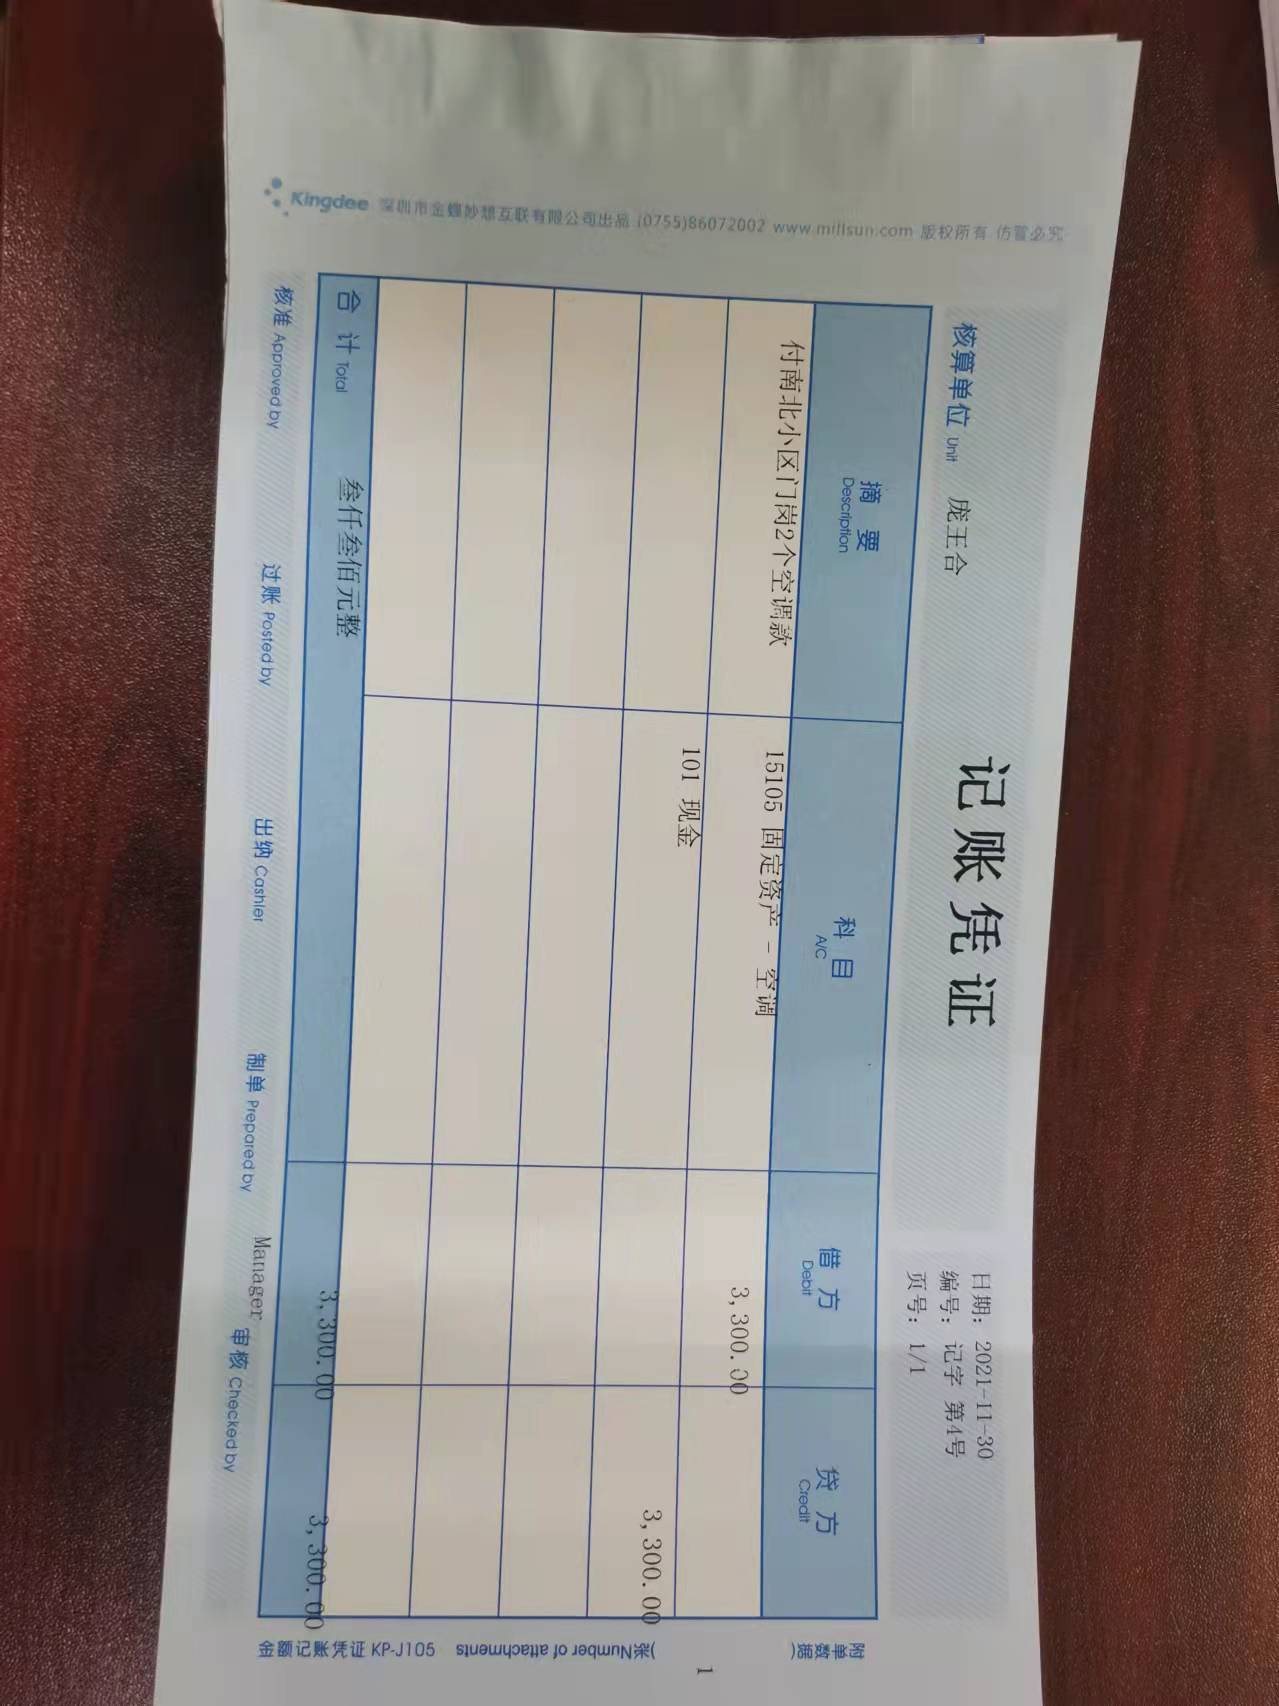 记账凭证
核算单位 Unit 庞王合
日期: 2021-11-30
编号: 记字 第4号
页号: 1/1
摘 要 Description 科 目 A/C 借 方 Debit 贷 方 Credit
付南北小区门岗2个空调款 15105 固定资产 - 空调 3,300.00
101 现金 3,300.00
合 计 Total 叁仟叁佰元整 3,300.00 3,300.00
核准 Approved by 过账 Posted by 出纳 Cashier 制单 Prepared by Manager 审核 Checked by
附单数据( 1 )张 Number of attachments 金额记账凭证 KP-J105
Kingdee 深圳市金蝶妙想互联有限公司出品 (0755)86072002 www.millsun.com 版权所有 仿冒必究